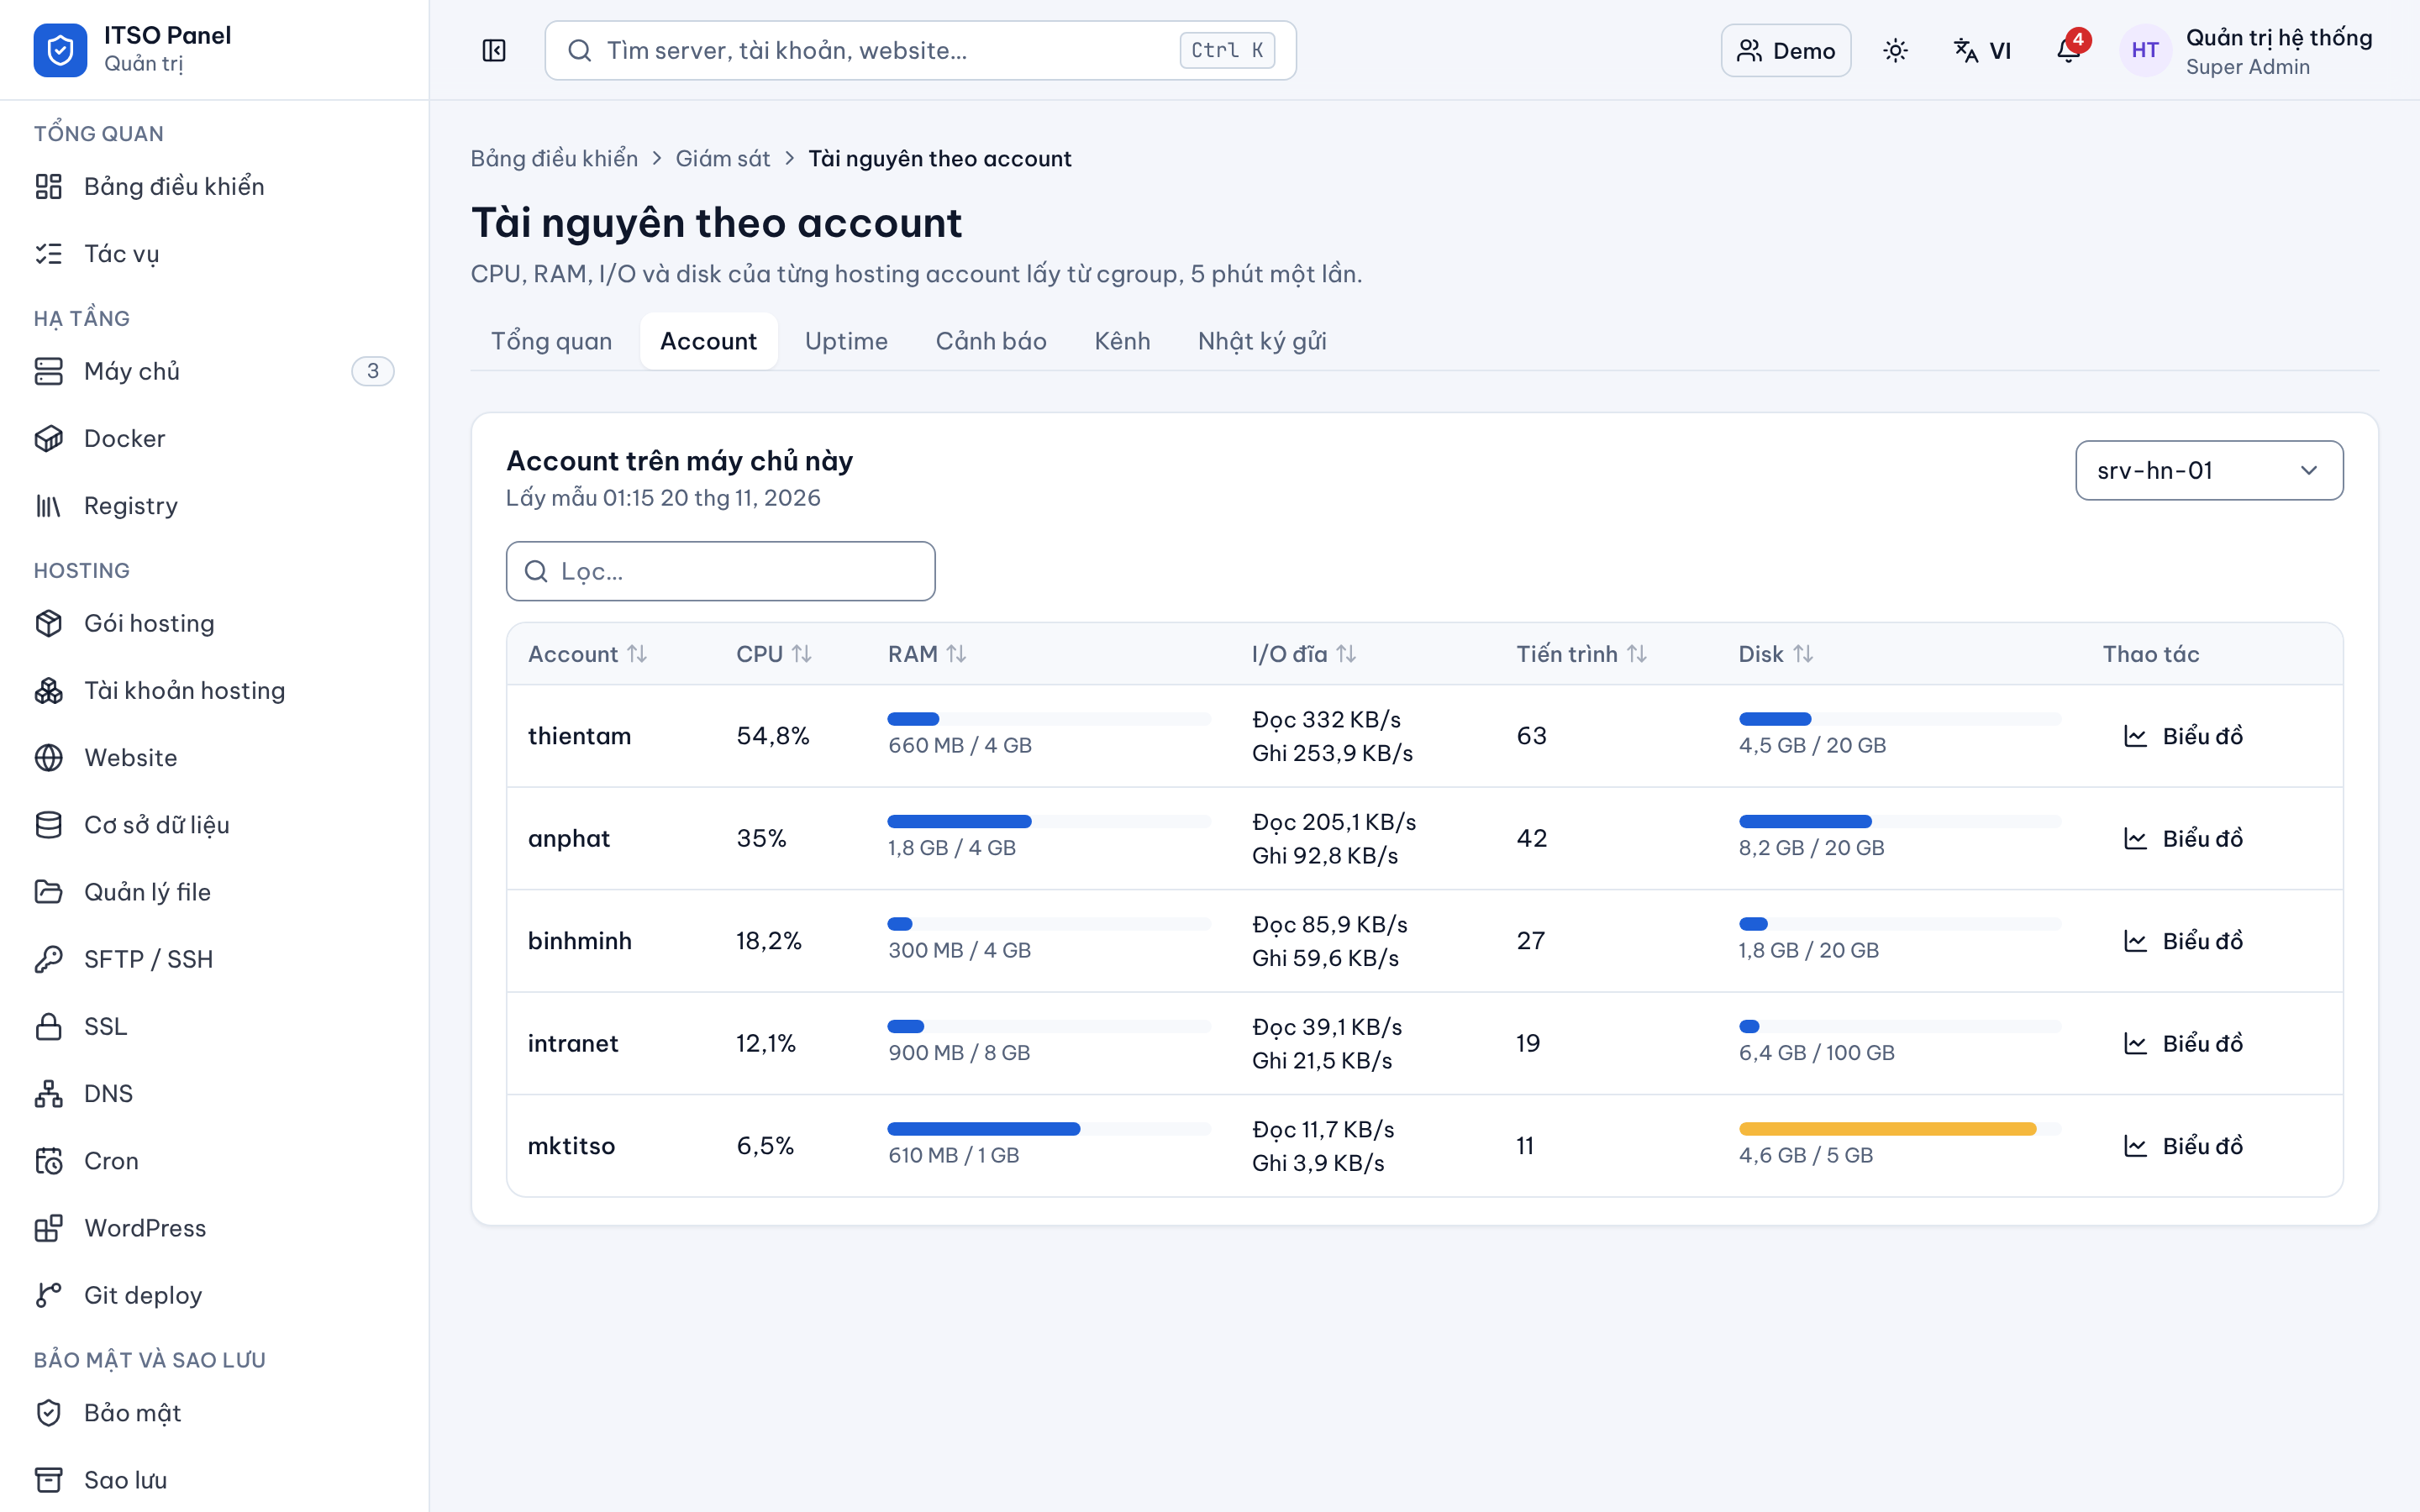 ITSO Panel
Quản trị
Tìm server, tài khoản, website...
Ctrl K
Demo
VI
4
HT
Quản trị hệ thống
Super Admin
TỔNG QUAN
Bảng điều khiển
Tác vụ
HẠ TẦNG
Máy chủ
3
Docker
Registry
HOSTING
Gói hosting
Tài khoản hosting
Website
Cơ sở dữ liệu
Quản lý file
SFTP / SSH
SSL
DNS
Cron
WordPress
Git deploy
BẢO MẬT VÀ SAO LƯU
Bảo mật
Sao lưu
Bảng điều khiển > Giám sát > Tài nguyên theo account
Tài nguyên theo account
CPU, RAM, I/O và disk của từng hosting account lấy từ cgroup, 5 phút một lần.
Tổng quan Account Uptime Cảnh báo Kênh Nhật ký gửi
Account trên máy chủ này
Lấy mẫu 01:15 20 thg 11, 2026
srv-hn-01
Lọc...
Account CPU RAM I/O đĩa Tiến trình Disk Thao tác
thientam 54,8% 660 MB / 4 GB Đọc 332 KB/s 63 4,5 GB / 20 GB Biểu đồ
Ghi 253,9 KB/s
anphat 35% 1,8 GB / 4 GB Đọc 205,1 KB/s 42 8,2 GB / 20 GB Biểu đồ
Ghi 92,8 KB/s
binhminh 18,2% 300 MB / 4 GB Đọc 85,9 KB/s 27 1,8 GB / 20 GB Biểu đồ
Ghi 59,6 KB/s
intranet 12,1% 900 MB / 8 GB Đọc 39,1 KB/s 19 6,4 GB / 100 GB Biểu đồ
Ghi 21,5 KB/s
mktitso 6,5% 610 MB / 1 GB Đọc 11,7 KB/s 11 4,6 GB / 5 GB Biểu đồ
Ghi 3,9 KB/s